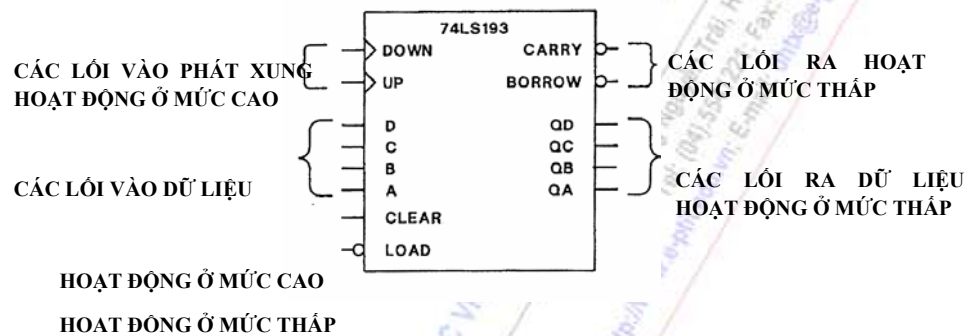 74LS193
DOWN
CARRY
UP
BORROW
CÁC LỐI VÀO PHÁT XUNG
HOẠT ĐỘNG Ở MỨC CAO
CÁC LỐI RA HOẠT
ĐỘNG Ở MỨC THẤP
D
QD
C
QC
B
QB
A
QA
CÁC LỐI VÀO DỮ LIỆU
CÁC LỐI RA DỮ LIỆU
HOẠT ĐỘNG Ở MỨC THẤP
CLEAR
LOAD
HOẠT ĐỘNG Ở MỨC CAO
HOẠT ĐỘNG Ở MỨC THẤP